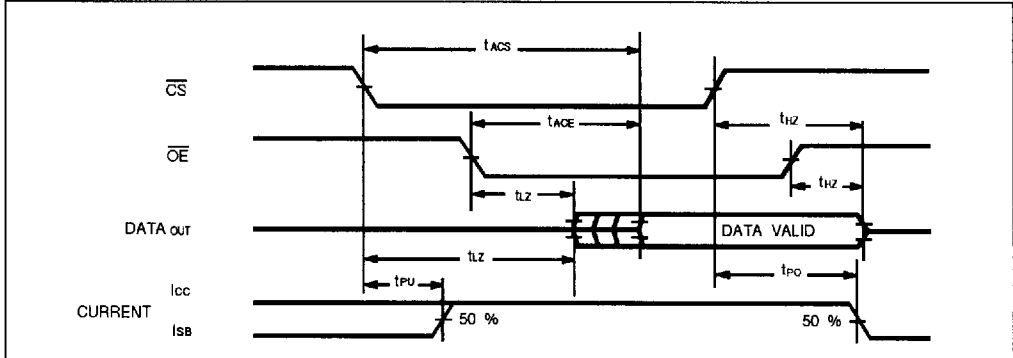 tACS
CS
tACE
tHZ
OE
tLZ
tHZ
DATA OUT
DATA VALID
tLZ
tPU
tPO
ICC
CURRENT
50 %
50 %
ISB